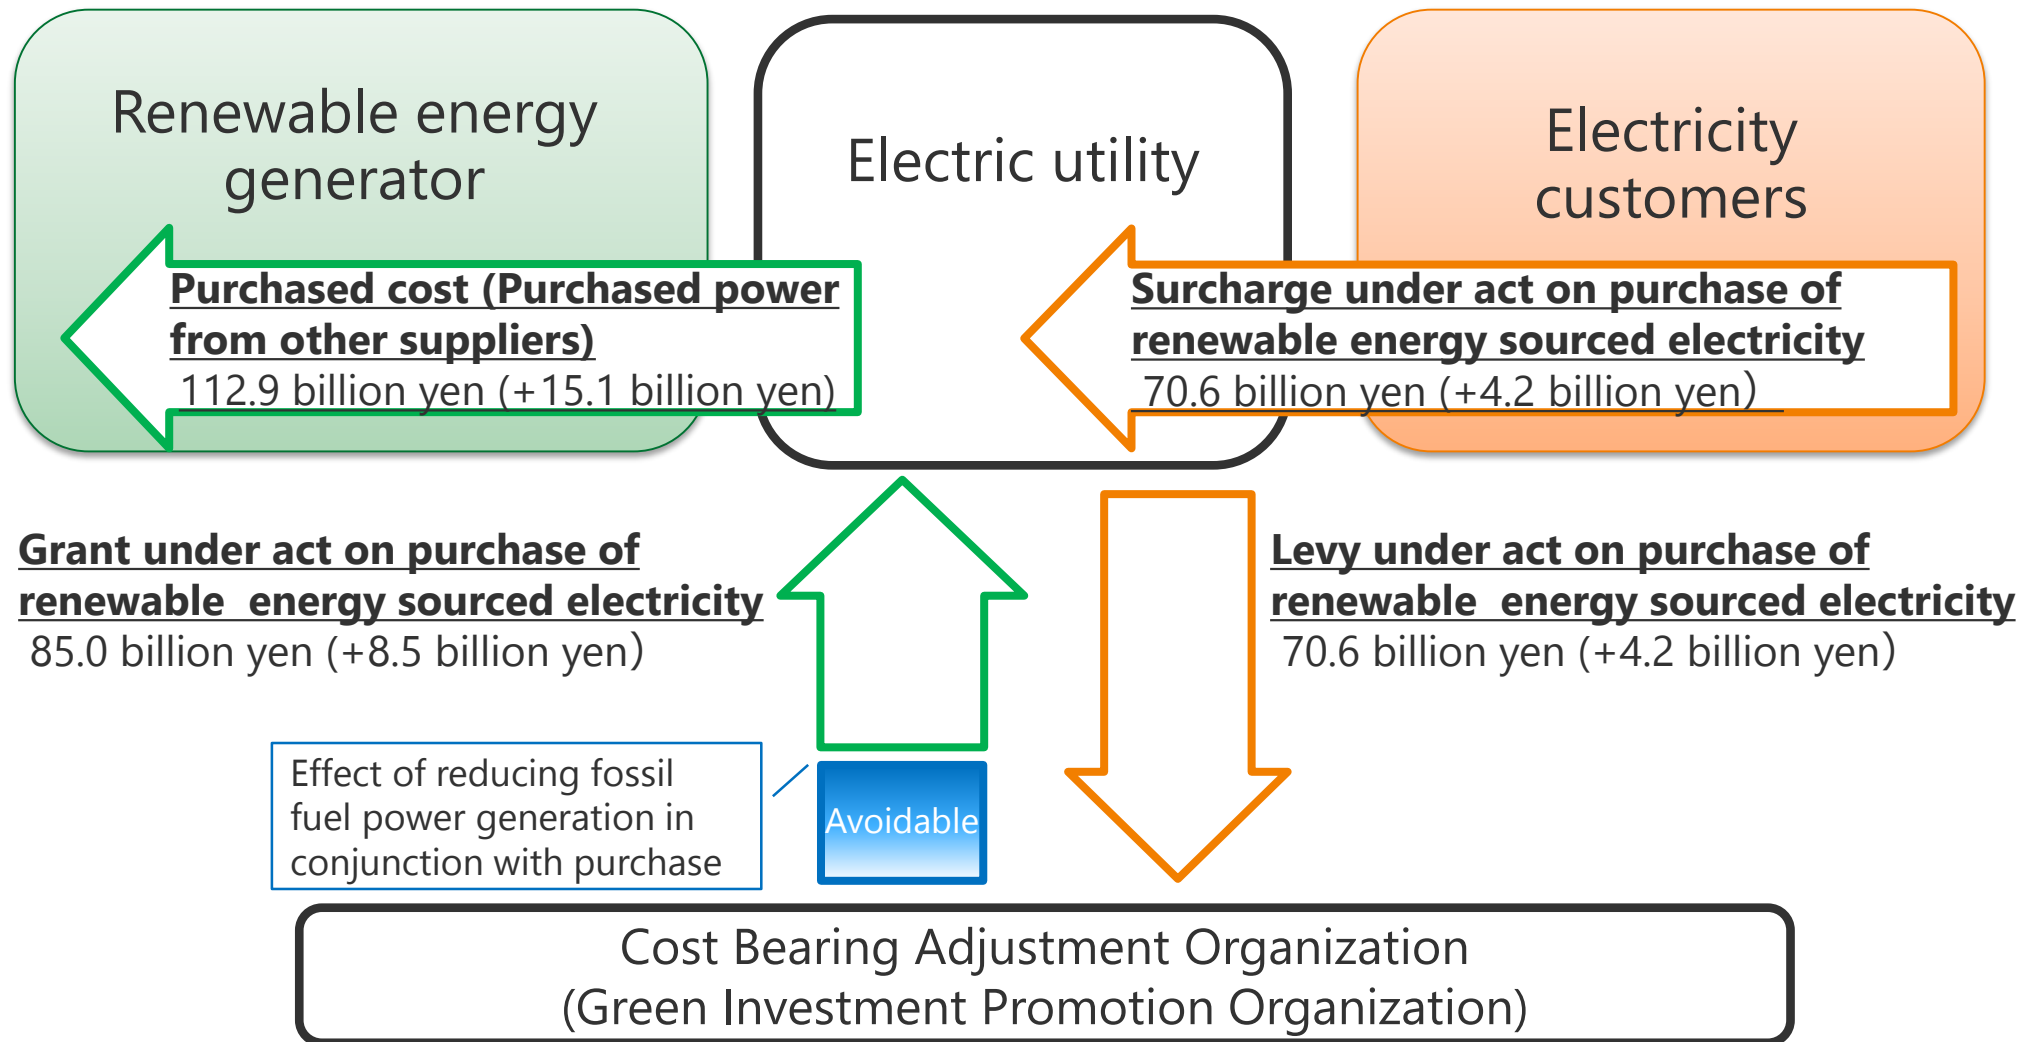 Renewable energy
generator
Electric utility
Electricity
customers
Purchased cost (Purchased power
from other suppliers)
112.9 billion yen (+15.1 billion yen)
Surcharge under act on purchase of
renewable energy sourced electricity
70.6 billion yen (+4.2 billion yen）
Grant under act on purchase of
renewable  energy sourced electricity
85.0 billion yen (+8.5 billion yen）
Levy under act on purchase of
renewable  energy sourced electricity
70.6 billion yen (+4.2 billion yen）
Effect of reducing fossil
fuel power generation in
conjunction with purchase
Avoidable
Cost Bearing Adjustment Organization
(Green Investment Promotion Organization)